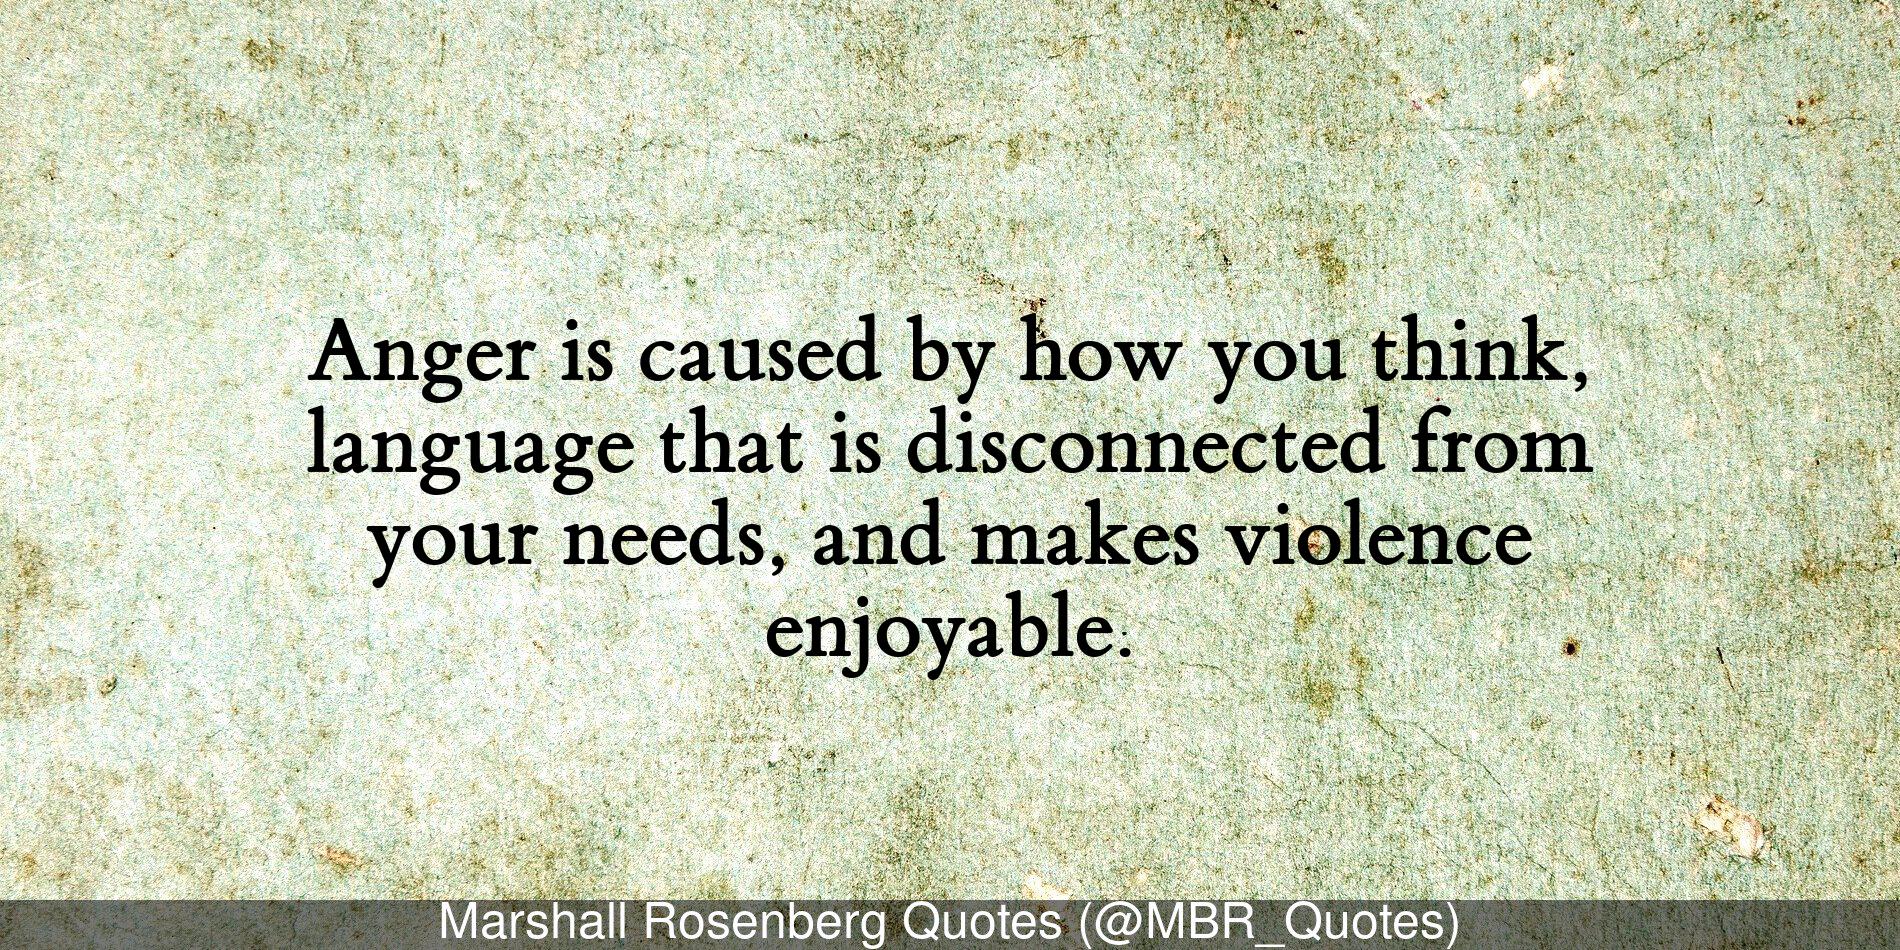 Anger is caused by how you think,
language that is disconnected from
your needs, and makes violence
enjoyable.
Marshall Rosenberg Quotes (@MBR_Quotes)